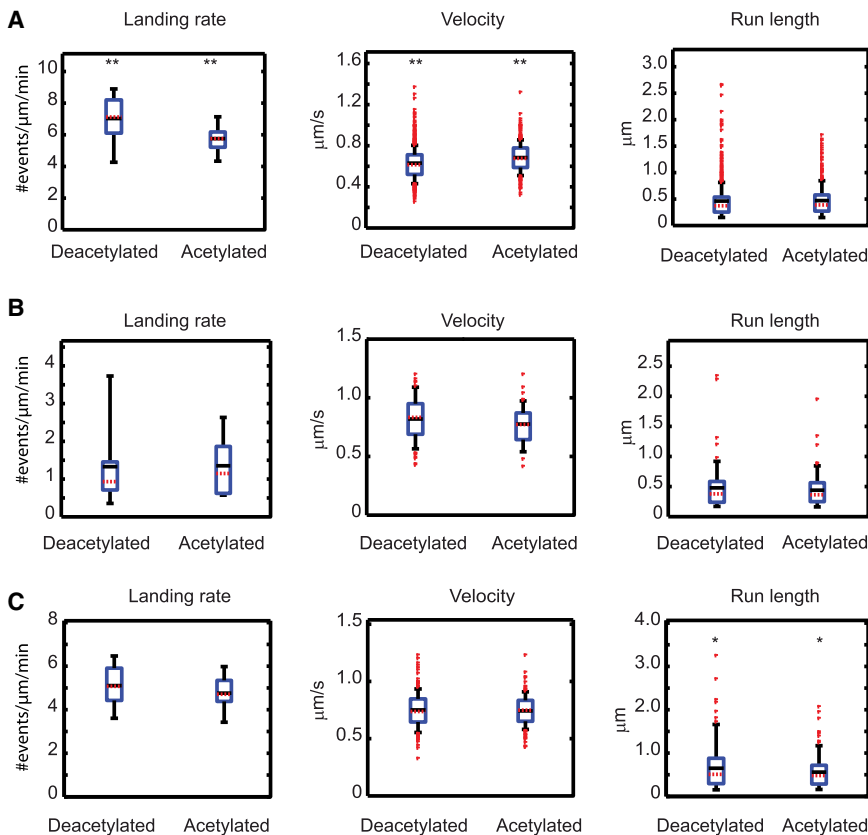 A
Landing rate
Velocity
Run length
#events/μm/min
10
8
6
4
2
0
** **
Deacetylated Acetylated
μm/s
1.6
1.2
0.8
0.4
0
** **
Deacetylated Acetylated
μm
3.0
2.5
2.0
1.5
1.0
0.5
0
Deacetylated Acetylated
B
Landing rate
Velocity
Run length
#events/μm/min
4
3
2
1
1
0
Deacetylated Acetylated
μm/s
1.5
1.0
0.5
0
Deacetylated Acetylated
μm
2.5
2.0
1.5
1.0
0.5
0
Deacetylated Acetylated
C
Landing rate
Velocity
Run length
#events/μm/min
8
6
4
2
0
Deacetylated Acetylated
μm/s
1.5
1.0
0.5
0
Deacetylated Acetylated
μm
4.0
3.0
2.0
1.0
0
* *
Deacetylated Acetylated